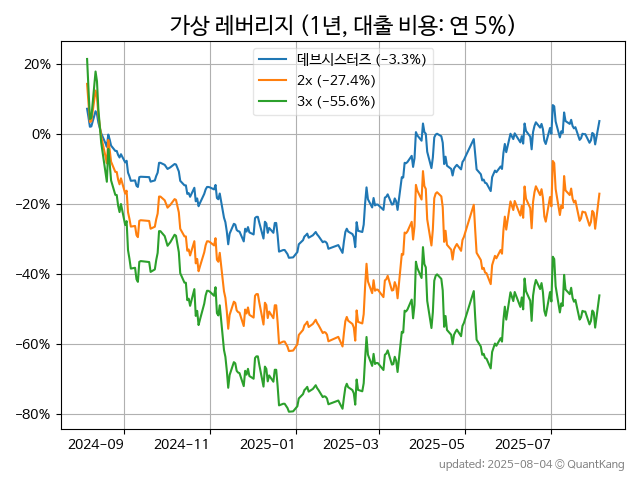 가상 레버리지 (1년, 대출 비용: 연 5%)
데브시스터즈 (-3.3%)
2x (-27.4%)
3x (-55.6%)
20%
0%
-20%
-40%
-60%
-80%
2024-09 2024-11 2025-01 2025-03 2025-05 2025-07
updated: 2025-08-04 © QuantKang